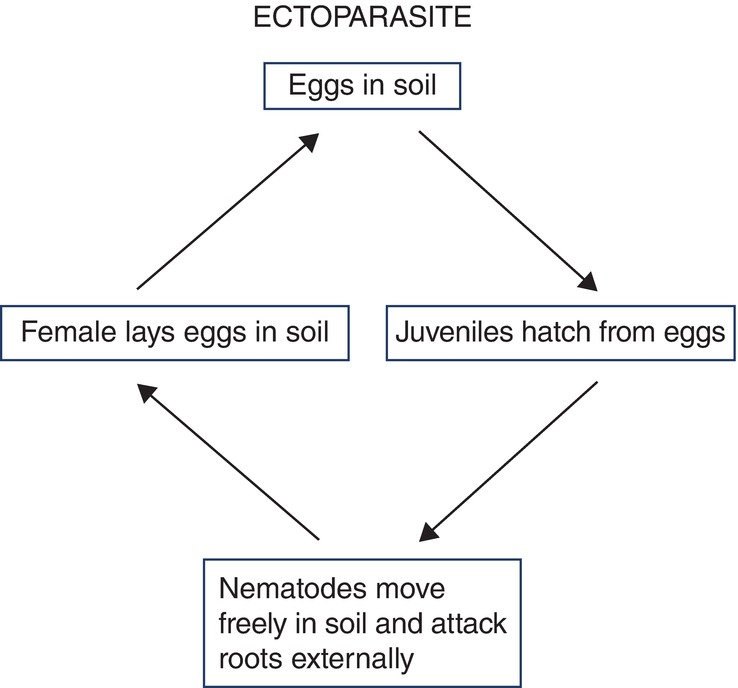 ECTOPARASITE
Eggs in soil
Female lays eggs in soil
Juveniles hatch from eggs
Nematodes move
freely in soil and attack
roots externally